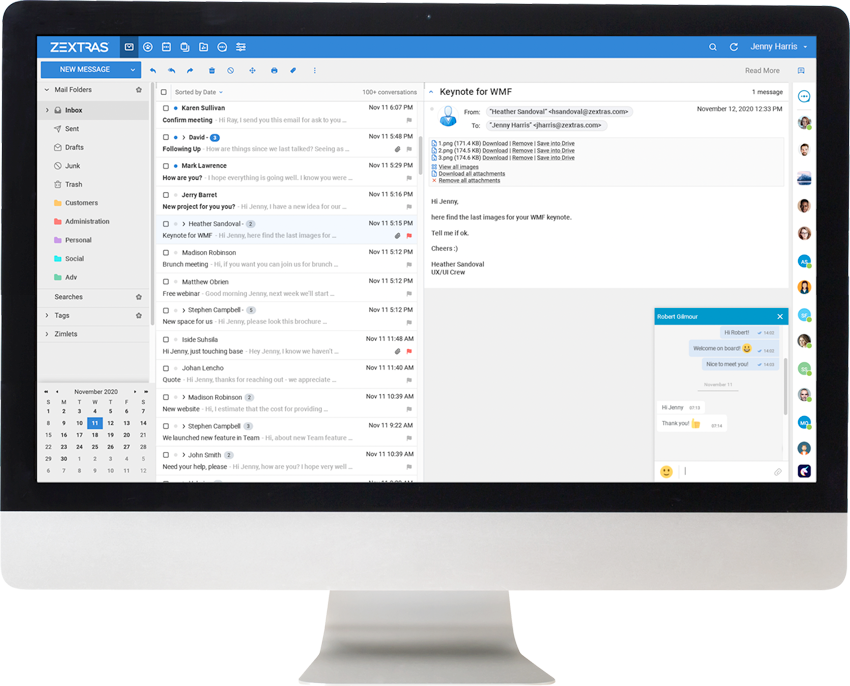 ZEXTRAS
Jenny Harris
NEW MESSAGE
Read More
Mail Folders
Inbox
Sent
Drafts
Junk
Trash
Customers
Administration
Personal
Social
Adv
Searches
Tags
Zimlets
November 2020
S M T W T F S
1 2 3 4 5 6 7
8 9 10 11 12 13 14
15 16 17 18 19 20 21
22 23 24 25 26 27 28
29 30 1 2 3 4 5
6 7 8 9 10 11 12
Sorted by Date 100+ conversations
Karen Sullivan Nov 11 6:07 PM
Confirm meeting - Hi Ray, I send you this email for ask to you ...
David - 3 Nov 11 5:48 PM
Following Up - How are things since we last talked? Seeing as ...
Mark Lawrence Nov 11 5:29 PM
How are you? - I hope everything is going well, I know you were ...
Jerry Barret Nov 11 5:16 PM
New project for you you? - Hi Jenny, I have a new idea for our ...
Heather Sandoval - 2 Nov 11 5:15 PM
Keynote for WMF - Hi Jenny, here find the last images for ...
Madison Robinson Nov 11 5:12 PM
Brunch meeting - Hi, if you want you can join us for brunch ...
Matthew Obrien Nov 11 5:12 PM
Free webinar - Good morning Jenny, next week we'll start ...
Stephen Campbell - 5 Nov 11 5:12 PM
New space for us - Hi Jenny, please look this brochure ...
Iside Suhsila Nov 11 11:48 AM
Hi Jenny, just touching base - Hey Jenny, I know we haven't ...
Johan Lencho Nov 11 11:40 AM
Quote - Hi Jenny, thanks for reaching out - we appreciate ...
Madison Robinson 2 Nov 11 10:39 AM
New website - Hi, I estimate that the cost for providing ...
Stephen Campbell 3 Nov 11 9:22 AM
We launched new feature in Team - Hi, about new Team feature ...
John Smith 2 Nov 11 10:39 AM
Need your help, please - Hi Jenny, how are you? I hope very well ...
Keynote for WMF 1 message
From: "Heather Sandoval" <hsandoval@zextras.com> November 12, 2020 12:33 PM
To: "Jenny Harris" <jharris@zextras.com>
1.png (171.4 KB) Download | Remove | Save into Drive
2.png (174.5 KB) Download | Remove | Save into Drive
3.png (174.6 KB) Download | Remove | Save into Drive
View all images
Download all attachments
Remove all attachments
Hi Jenny,
here find the last images for your WMF keynote.
Tell me if ok.
Cheers :)
Heather Sandoval
UX/UI Crew
Robert Gilmour
Hi Robert! 14:03
Welcome on board! 14:03
Nice to meet you! 14:03
November 11
Hi Jenny 07:13
Thank you! 07:14
AS
SF
SS
MG